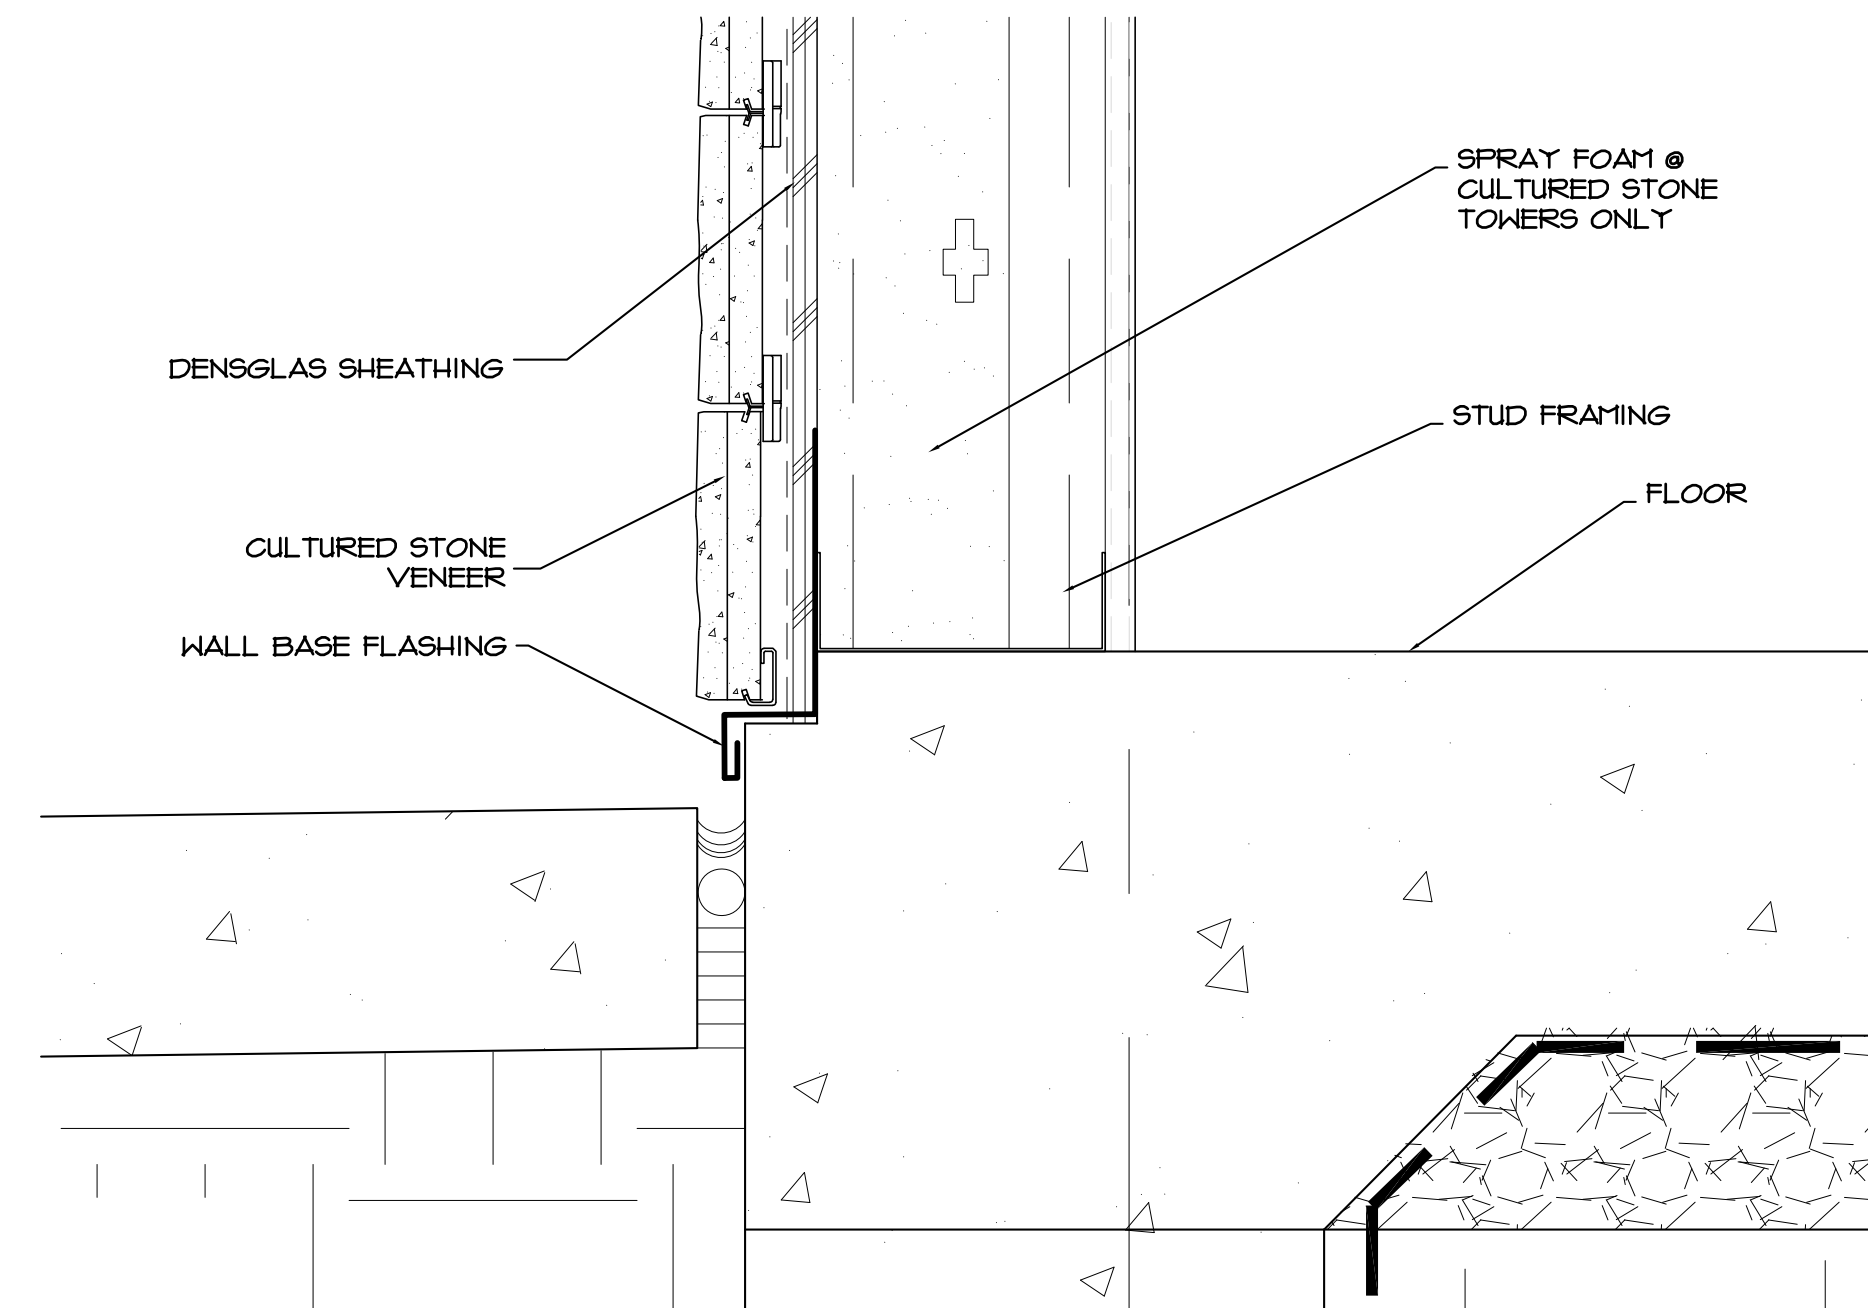 SPRAY FOAM @
CULTURED STONE
TOWERS ONLY
DENSGLAS SHEATHING
STUD FRAMING
FLOOR
CULTURED STONE
VENEER
WALL BASE FLASHING